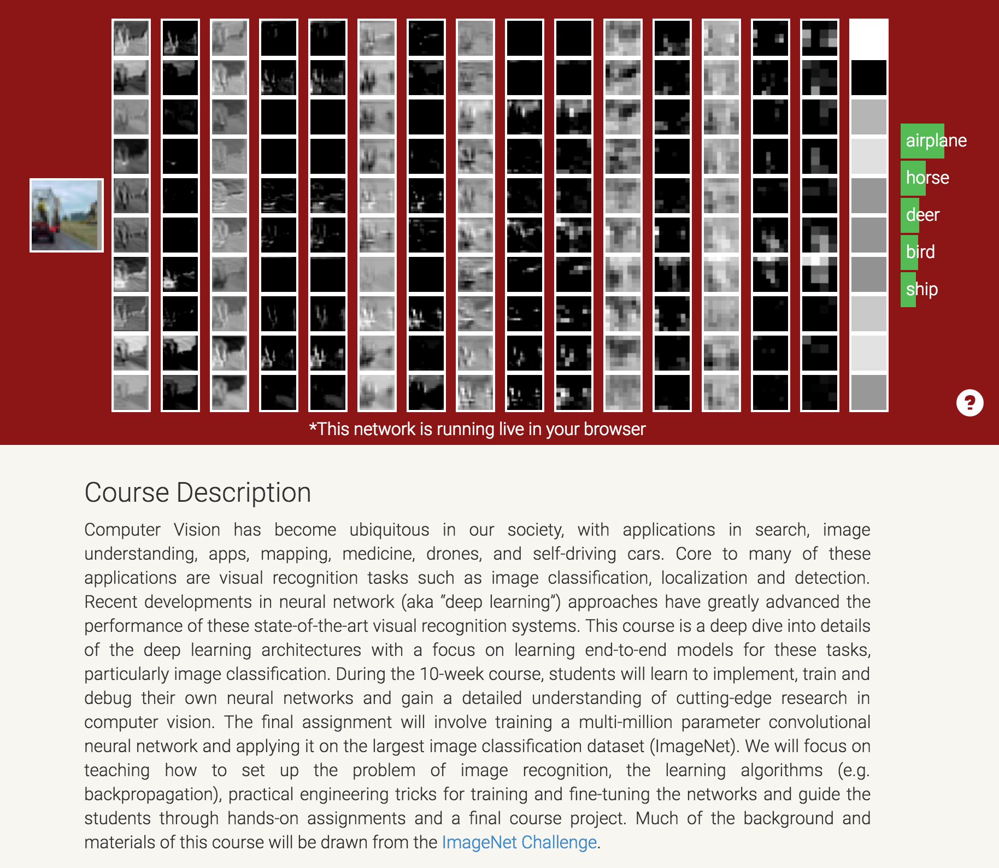 airplane
horse
deer
bird
ship
?
*This network is running live in your browser
Course Description
Computer Vision has become ubiquitous in our society, with applications in search, image
understanding, apps, mapping, medicine, drones, and self-driving cars. Core to many of these
applications are visual recognition tasks such as image classification, localization and detection.
Recent developments in neural network (aka “deep learning”) approaches have greatly advanced the
performance of these state-of-the-art visual recognition systems. This course is a deep dive into details
of the deep learning architectures with a focus on learning end-to-end models for these tasks,
particularly image classification. During the 10-week course, students will learn to implement, train and
debug their own neural networks and gain a detailed understanding of cutting-edge research in
computer vision. The final assignment will involve training a multi-million parameter convolutional
neural network and applying it on the largest image classification dataset (ImageNet). We will focus on
teaching how to set up the problem of image recognition, the learning algorithms (e.g.
backpropagation), practical engineering tricks for training and fine-tuning the networks and guide the
students through hands-on assignments and a final course project. Much of the background and
materials of this course will be drawn from the ImageNet Challenge.